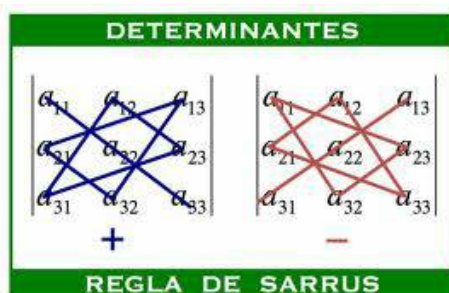 DETERMINANTES
a11 a12 a13 a11 a12 a13
a21 a22 a23 a21 a22 a23
a31 a32 a33 a31 a32 a33
+ −
REGLA DE SARRUS